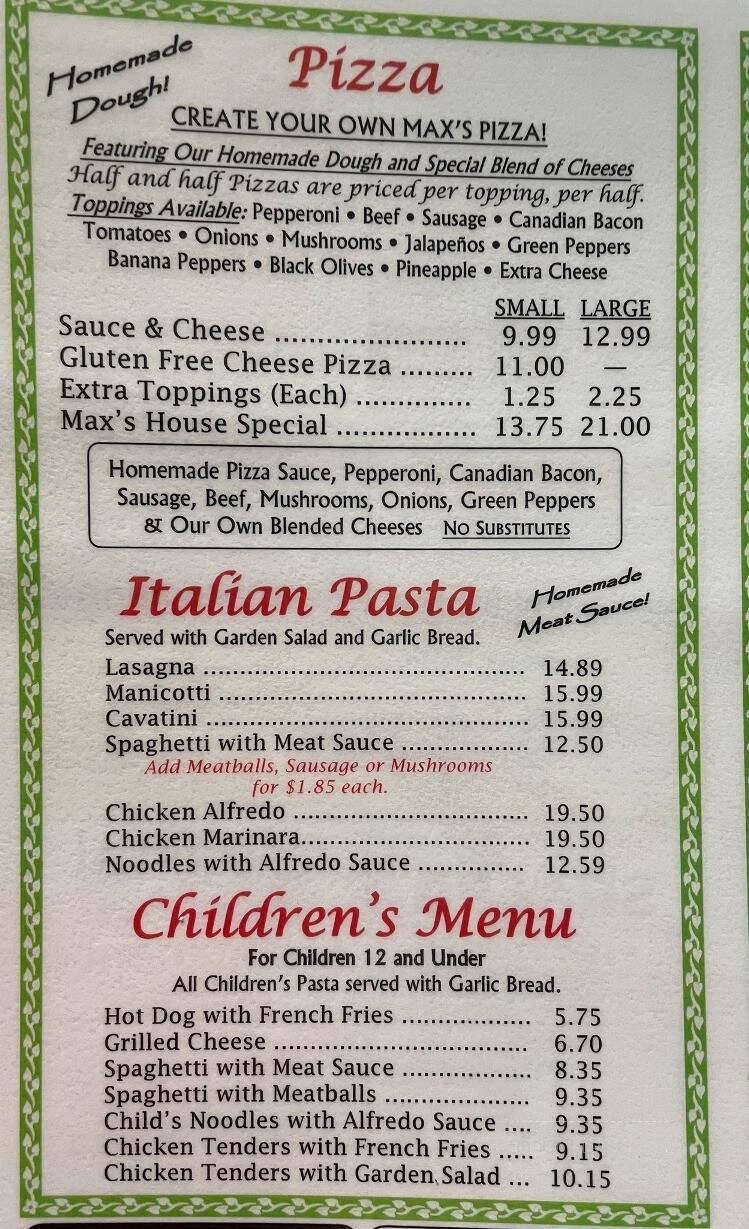 Homemade
Dough!
Pizza
CREATE YOUR OWN MAX'S PIZZA!
Featuring Our Homemade Dough and Special Blend of Cheeses
Half and half Pizzas are priced per topping, per half.
Toppings Available: Pepperoni • Beef • Sausage • Canadian Bacon
Tomatoes • Onions • Mushrooms • Jalapeños • Green Peppers
Banana Peppers • Black Olives • Pineapple • Extra Cheese
SMALL LARGE
Sauce & Cheese ........................ 9.99 12.99
Gluten Free Cheese Pizza ......... 11.00 —
Extra Toppings (Each) .............. 1.25 2.25
Max's House Special ................. 13.75 21.00
Homemade Pizza Sauce, Pepperoni, Canadian Bacon,
Sausage, Beef, Mushrooms, Onions, Green Peppers
& Our Own Blended Cheeses NO SUBSTITUTES
Italian Pasta
Homemade
Meat Sauce!
Served with Garden Salad and Garlic Bread.
Lasagna .............................................. 14.89
Manicotti ............................................ 15.99
Cavatini .............................................. 15.99
Spaghetti with Meat Sauce .................. 12.50
Add Meatballs, Sausage or Mushrooms
for $1.85 each.
Chicken Alfredo .................................. 19.50
Chicken Marinara................................. 19.50
Noodles with Alfredo Sauce ............... 12.59
Children's Menu
For Children 12 and Under
All Children's Pasta served with Garlic Bread.
Hot Dog with French Fries .................. 5.75
Grilled Cheese .................................... 6.70
Spaghetti with Meat Sauce .................. 8.35
Spaghetti with Meatballs .................... 9.35
Child's Noodles with Alfredo Sauce .... 9.35
Chicken Tenders with French Fries ..... 9.15
Chicken Tenders with Garden Salad ... 10.15